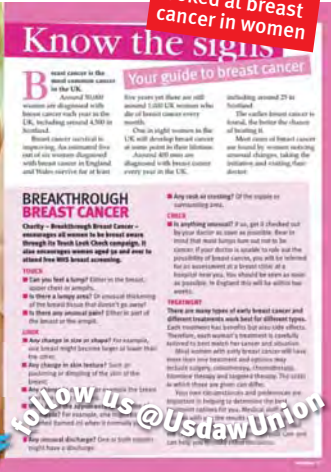 ked at breast
cancer in women
Know the signs
Your guide to breast cancer
Breast cancer is the
most common cancer
in the UK.
Around 50,000
women are diagnosed with
breast cancer each year in the
UK, including around 4,500 in
Scotland.
Breast cancer survival is
improving. An estimated five
out of six women diagnosed
with breast cancer in England
and Wales survive for at least
five years yet there are still
around 1,000 UK women who
die of breast cancer every
month.
One in eight women in the
UK will develop breast cancer
at some point in their lifetime.
Around 400 men are
diagnosed with breast cancer
every year in the UK,
including around 25 in
Scotland.
The earlier breast cancer is
found, the better the chance
of beating it.
Most cases of breast cancer
are found by women noticing
unusual changes, taking the
initiative and visiting their
doctor.
BREAKTHROUGH
BREAST CANCER
Charity – Breakthrough Breast Cancer –
encourages all women to be breast aware
through its Touch Look Check campaign. It
also encourages women aged 50 and over to
attend free NHS breast screening.
TOUCH
■ Can you feel a lump? Either in the breast,
upper chest or armpits.
■ Is there a lumpy area? Or unusual thickening
of the breast tissue that doesn't go away?
■ Is there any unusual pain? Either in part of
the breast or the armpit.
LOOK
■ Any change in size or shape? For example,
one breast might become larger or lower than
the other.
■ Any change in skin texture? Such as
puckering or dimpling of the skin of the
breast.
■ Any unusual discharge? One or both nipples
might have a discharge.
■ Any rash or crusting? Of the nipple or
surrounding area.
CHECK
■ Is anything unusual? If so, get it checked out
by your doctor as soon as possible. Bear in
mind that most lumps turn out not to be
cancer. If your doctor is unable to rule out the
possibility of breast cancer, you will be referred
for an assessment at a breast clinic at a
hospital near you. You should be seen as soon
as possible. In England this will be within two
weeks.
TREATMENT
There are many types of early breast cancer and
different treatments work best for different types.
Each treatment has benefits but also side effects.
Therefore, each woman's treatment is carefully
tailored to best match her cancer and situation.
Most women with early breast cancer will have
more than one treatment and options may
include surgery, radiotherapy, chemotherapy,
hormone therapy and targeted therapy. The order
in which these are given can differ.
Your own circumstances and preferences are
important in helping to determine the best
follow us @UsdawUnion